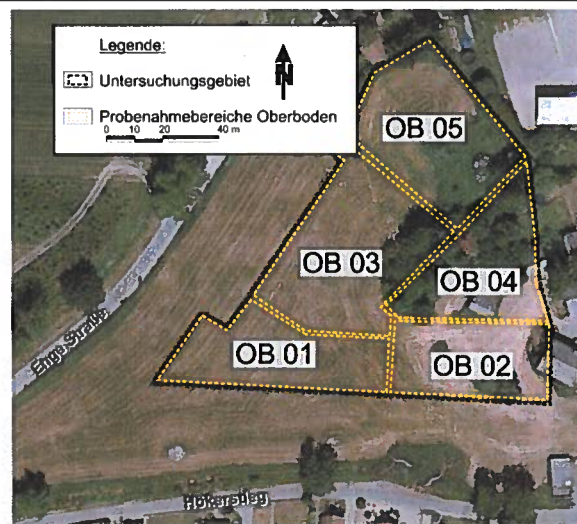 Legende:
N
Untersuchungsgebiet
Probenahmebereiche Oberboden
0 10 20 40 m
OB 05
OB 03
OB 04
OB 01
OB 02
Enge Straße
Hökerstieg